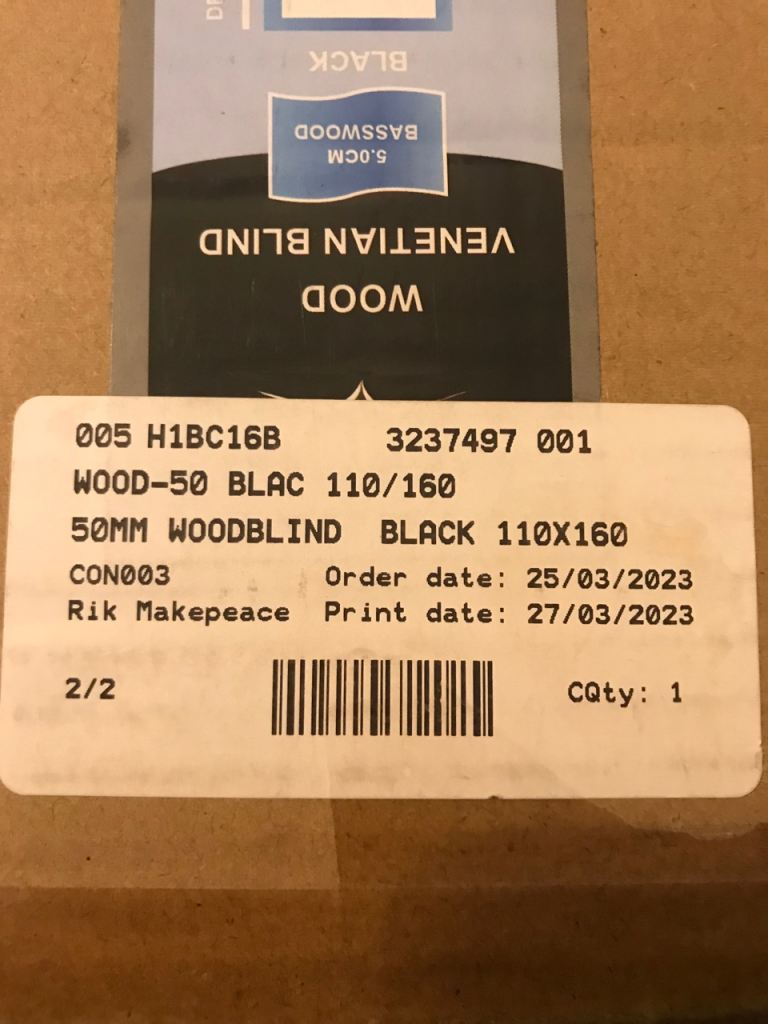 WOOD
VENETIAN BLIND
5.0CM
BASSWOOD
BLACK
005 H1BC16B 3237497 001
WOOD-50 BLAC 110/160
50MM WOODBLIND BLACK 110X160
CON003 Order date: 25/03/2023
Rik Makepeace Print date: 27/03/2023
2/2 CQty: 1